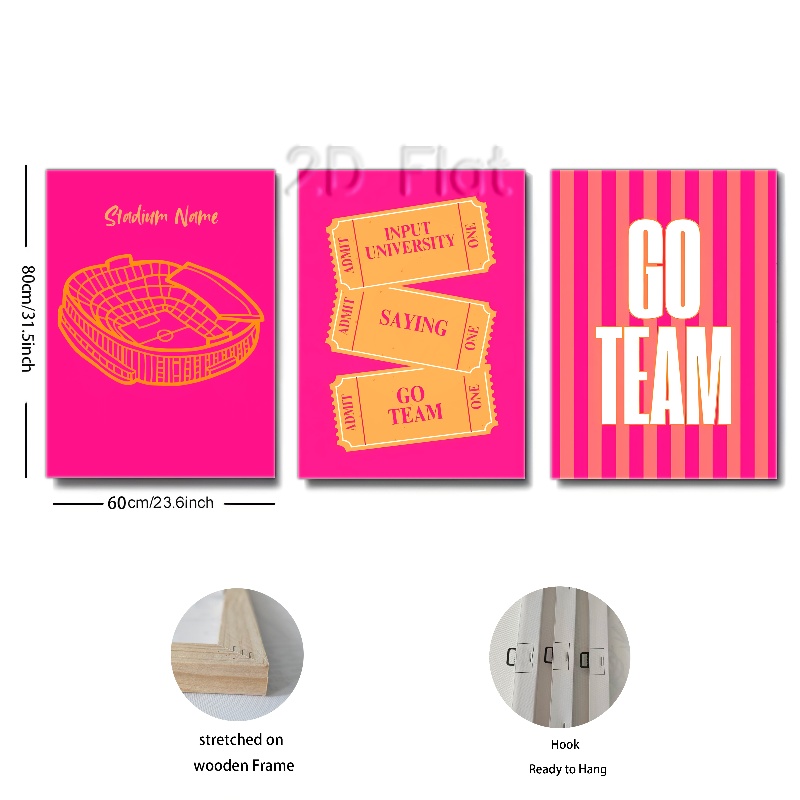 2D Flat
Stadium Name
INPUT
UNIVERSITY
ADMIT
ONE
SAYING
ADMIT
ONE
GO
TEAM
ADMIT
ONE
GO
TEAM
80cm/31.5inch
60cm/23.6inch
stretched on
wooden Frame
Hook
Ready to Hang